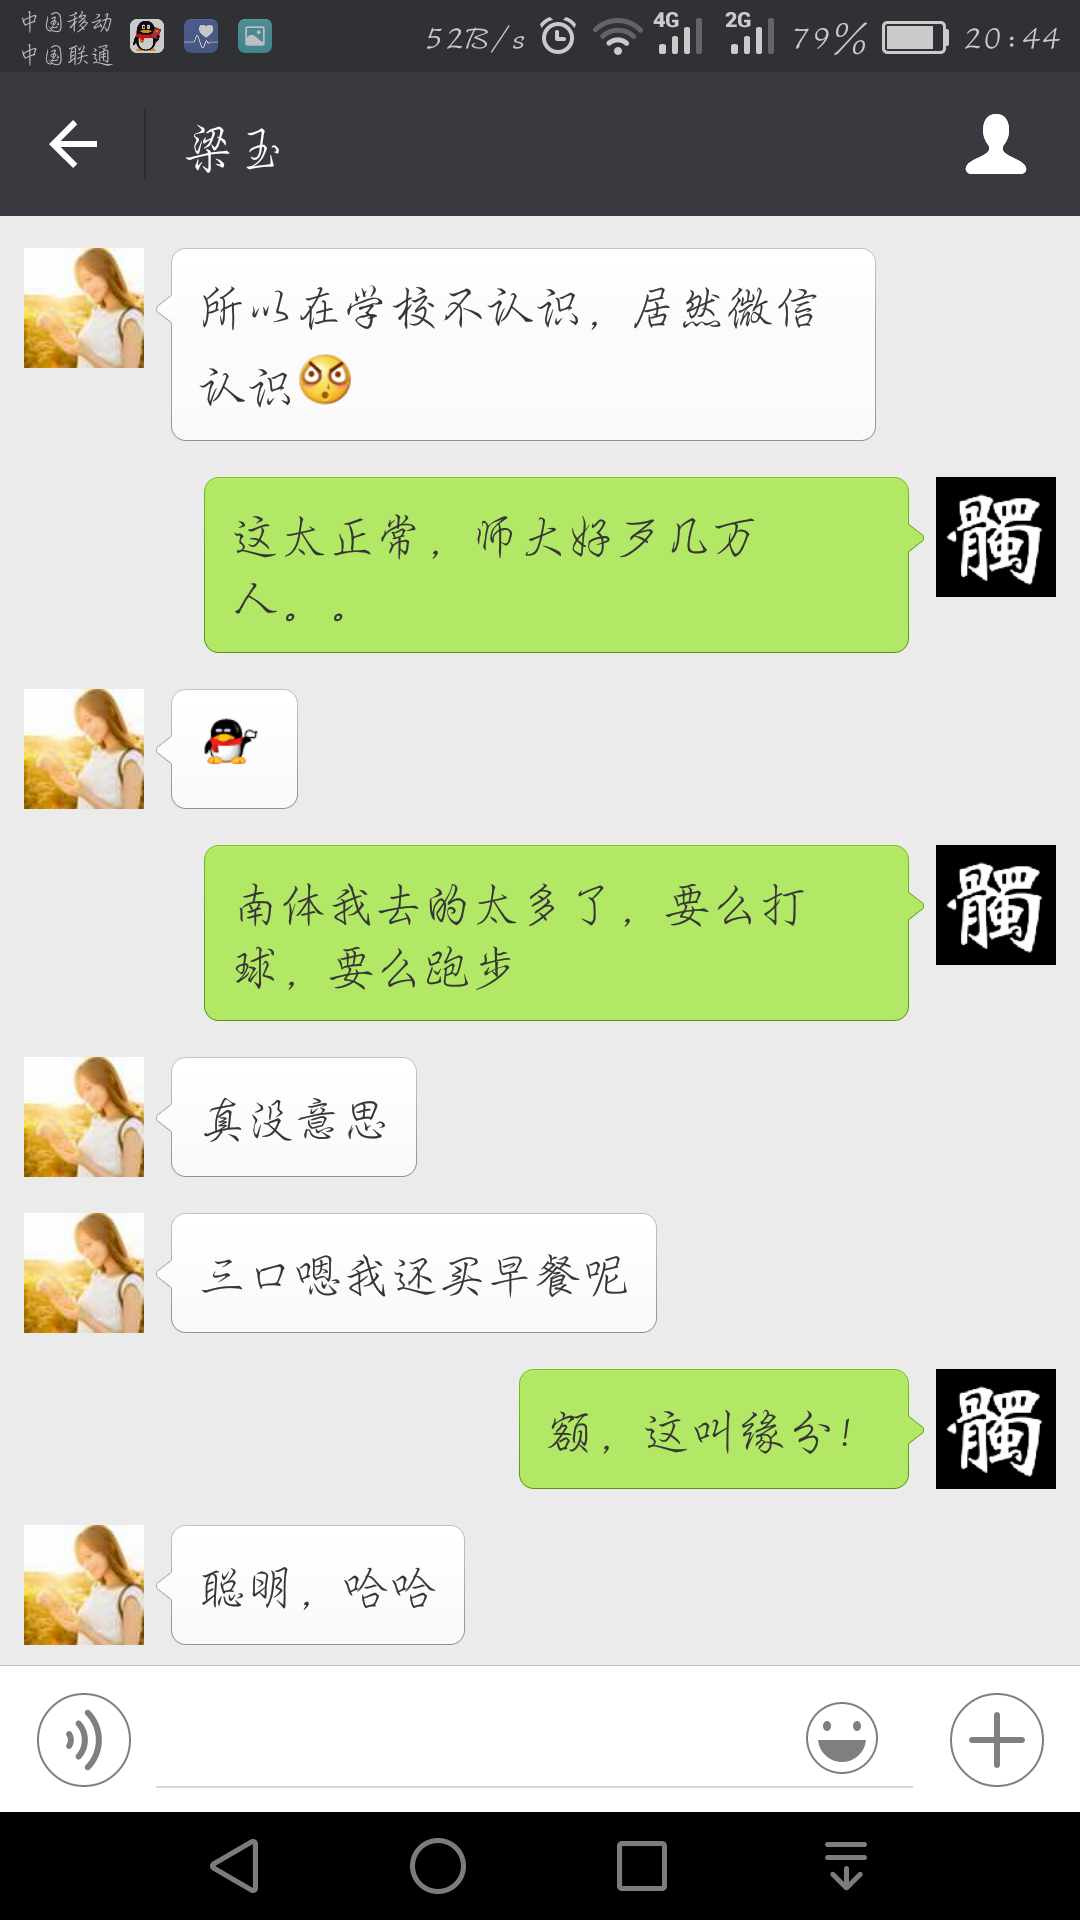 中国移动
中国联通
52B/s
4G
2G
79%
20:44
梁玉
所以在学校不认识，居然微信
认识
这太正常，师大好歹几万
人。。
髑
南体我去的太多了，要么打
球，要么跑步
髑
真没意思
三口嗯我还买早餐呢
额，这叫缘分！
髑
聪明，哈哈